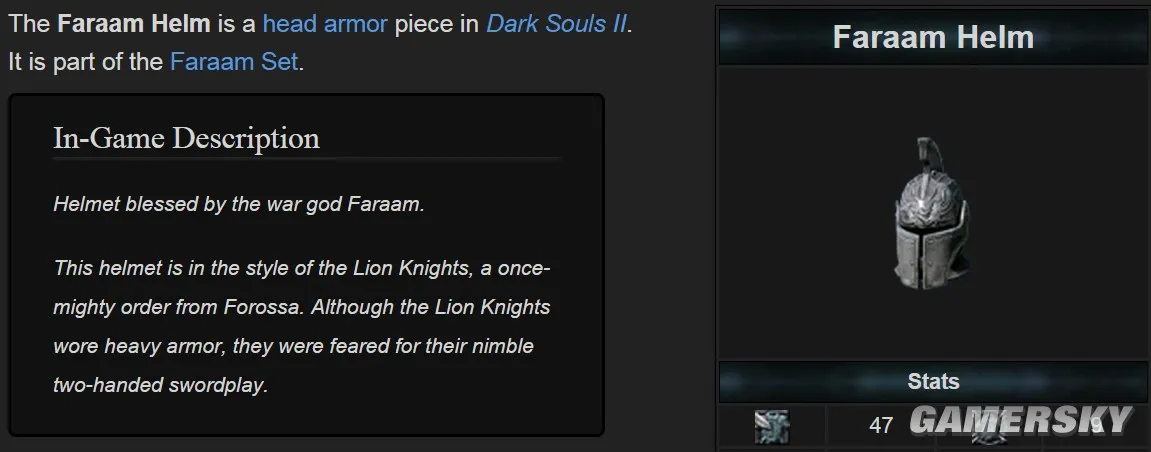 The Faraam Helm is a head armor piece in Dark Souls II.
It is part of the Faraam Set.
In-Game Description
Helmet blessed by the war god Faraam.
This helmet is in the style of the Lion Knights, a once-
mighty order from Forossa. Although the Lion Knights
wore heavy armor, they were feared for their nimble
two-handed swordplay.
Faraam Helm
Stats
47
9
GAMERSKY